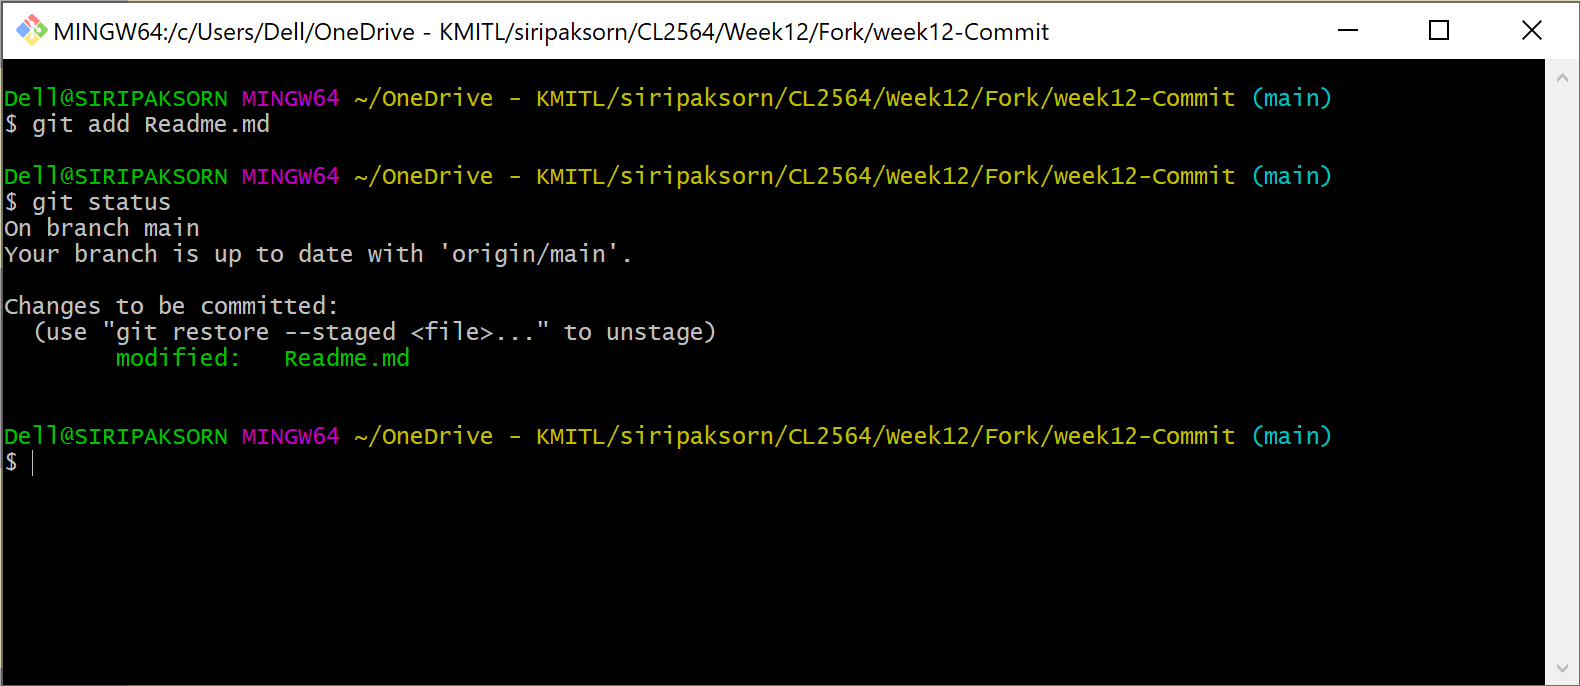 MINGW64:/c/Users/Dell/OneDrive - KMITL/siripaksorn/CL2564/Week12/Fork/week12-Commit
Dell@SIRIPAKSORN MINGW64 ~/OneDrive - KMITL/siripaksorn/CL2564/Week12/Fork/week12-Commit (main)
$ git add Readme.md
Dell@SIRIPAKSORN MINGW64 ~/OneDrive - KMITL/siripaksorn/CL2564/Week12/Fork/week12-Commit (main)
$ git status
On branch main
Your branch is up to date with 'origin/main'.
Changes to be committed:
  (use "git restore --staged <file>..." to unstage)
        modified:   Readme.md
Dell@SIRIPAKSORN MINGW64 ~/OneDrive - KMITL/siripaksorn/CL2564/Week12/Fork/week12-Commit (main)
$